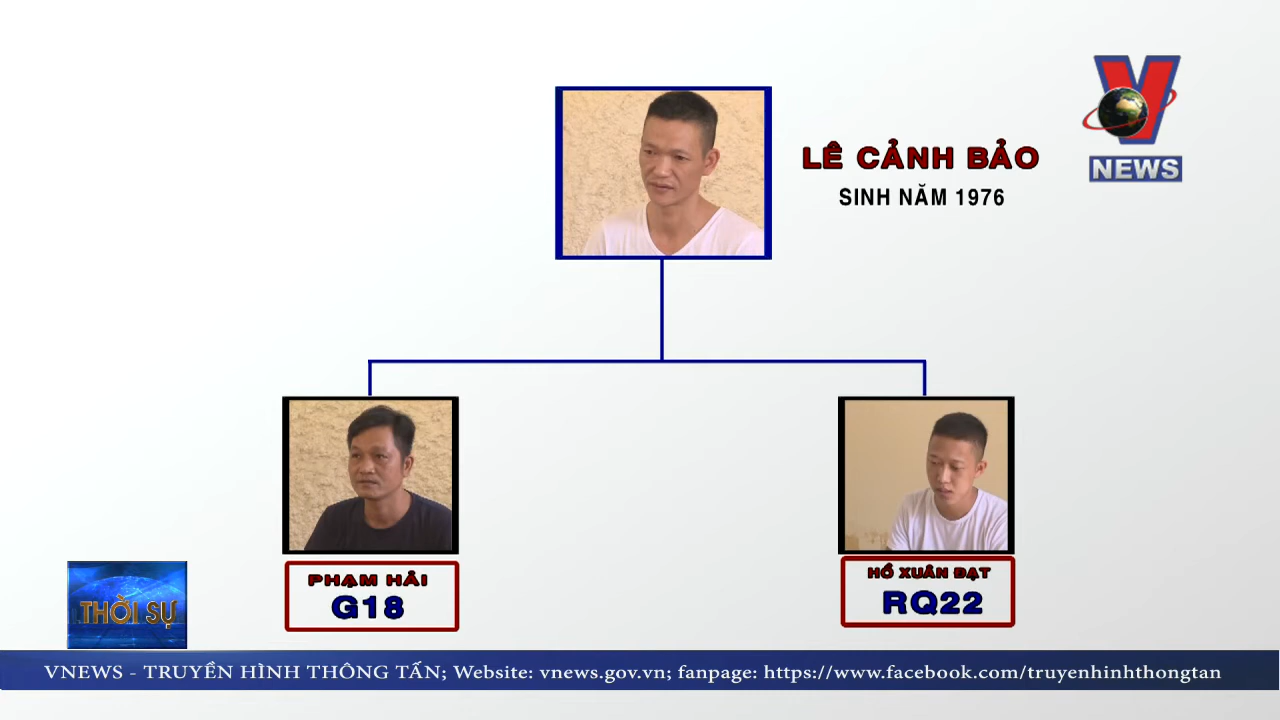 V
NEWS
LÊ CẢNH BẢO
SINH NĂM 1976
PHẠM HẢI
G18
HỒ XUÂN ĐẠT
RQ22
THỜI SỰ
VNEWS - TRUYỀN HÌNH THÔNG TẤN; Website: vnews.gov.vn; fanpage: https://www.facebook.com/truyenhinhthongtan